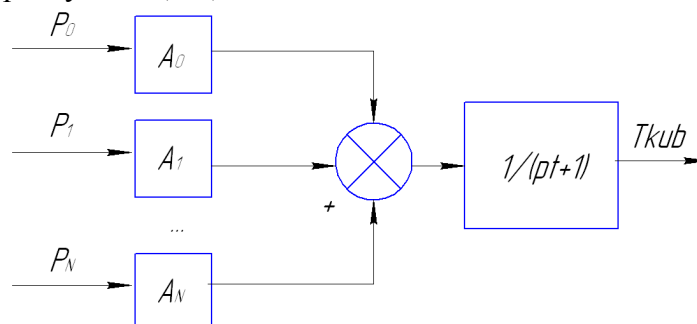 P0
A0
P1
A1
+
...
PN
AN
1/(pt+1)
Tkub